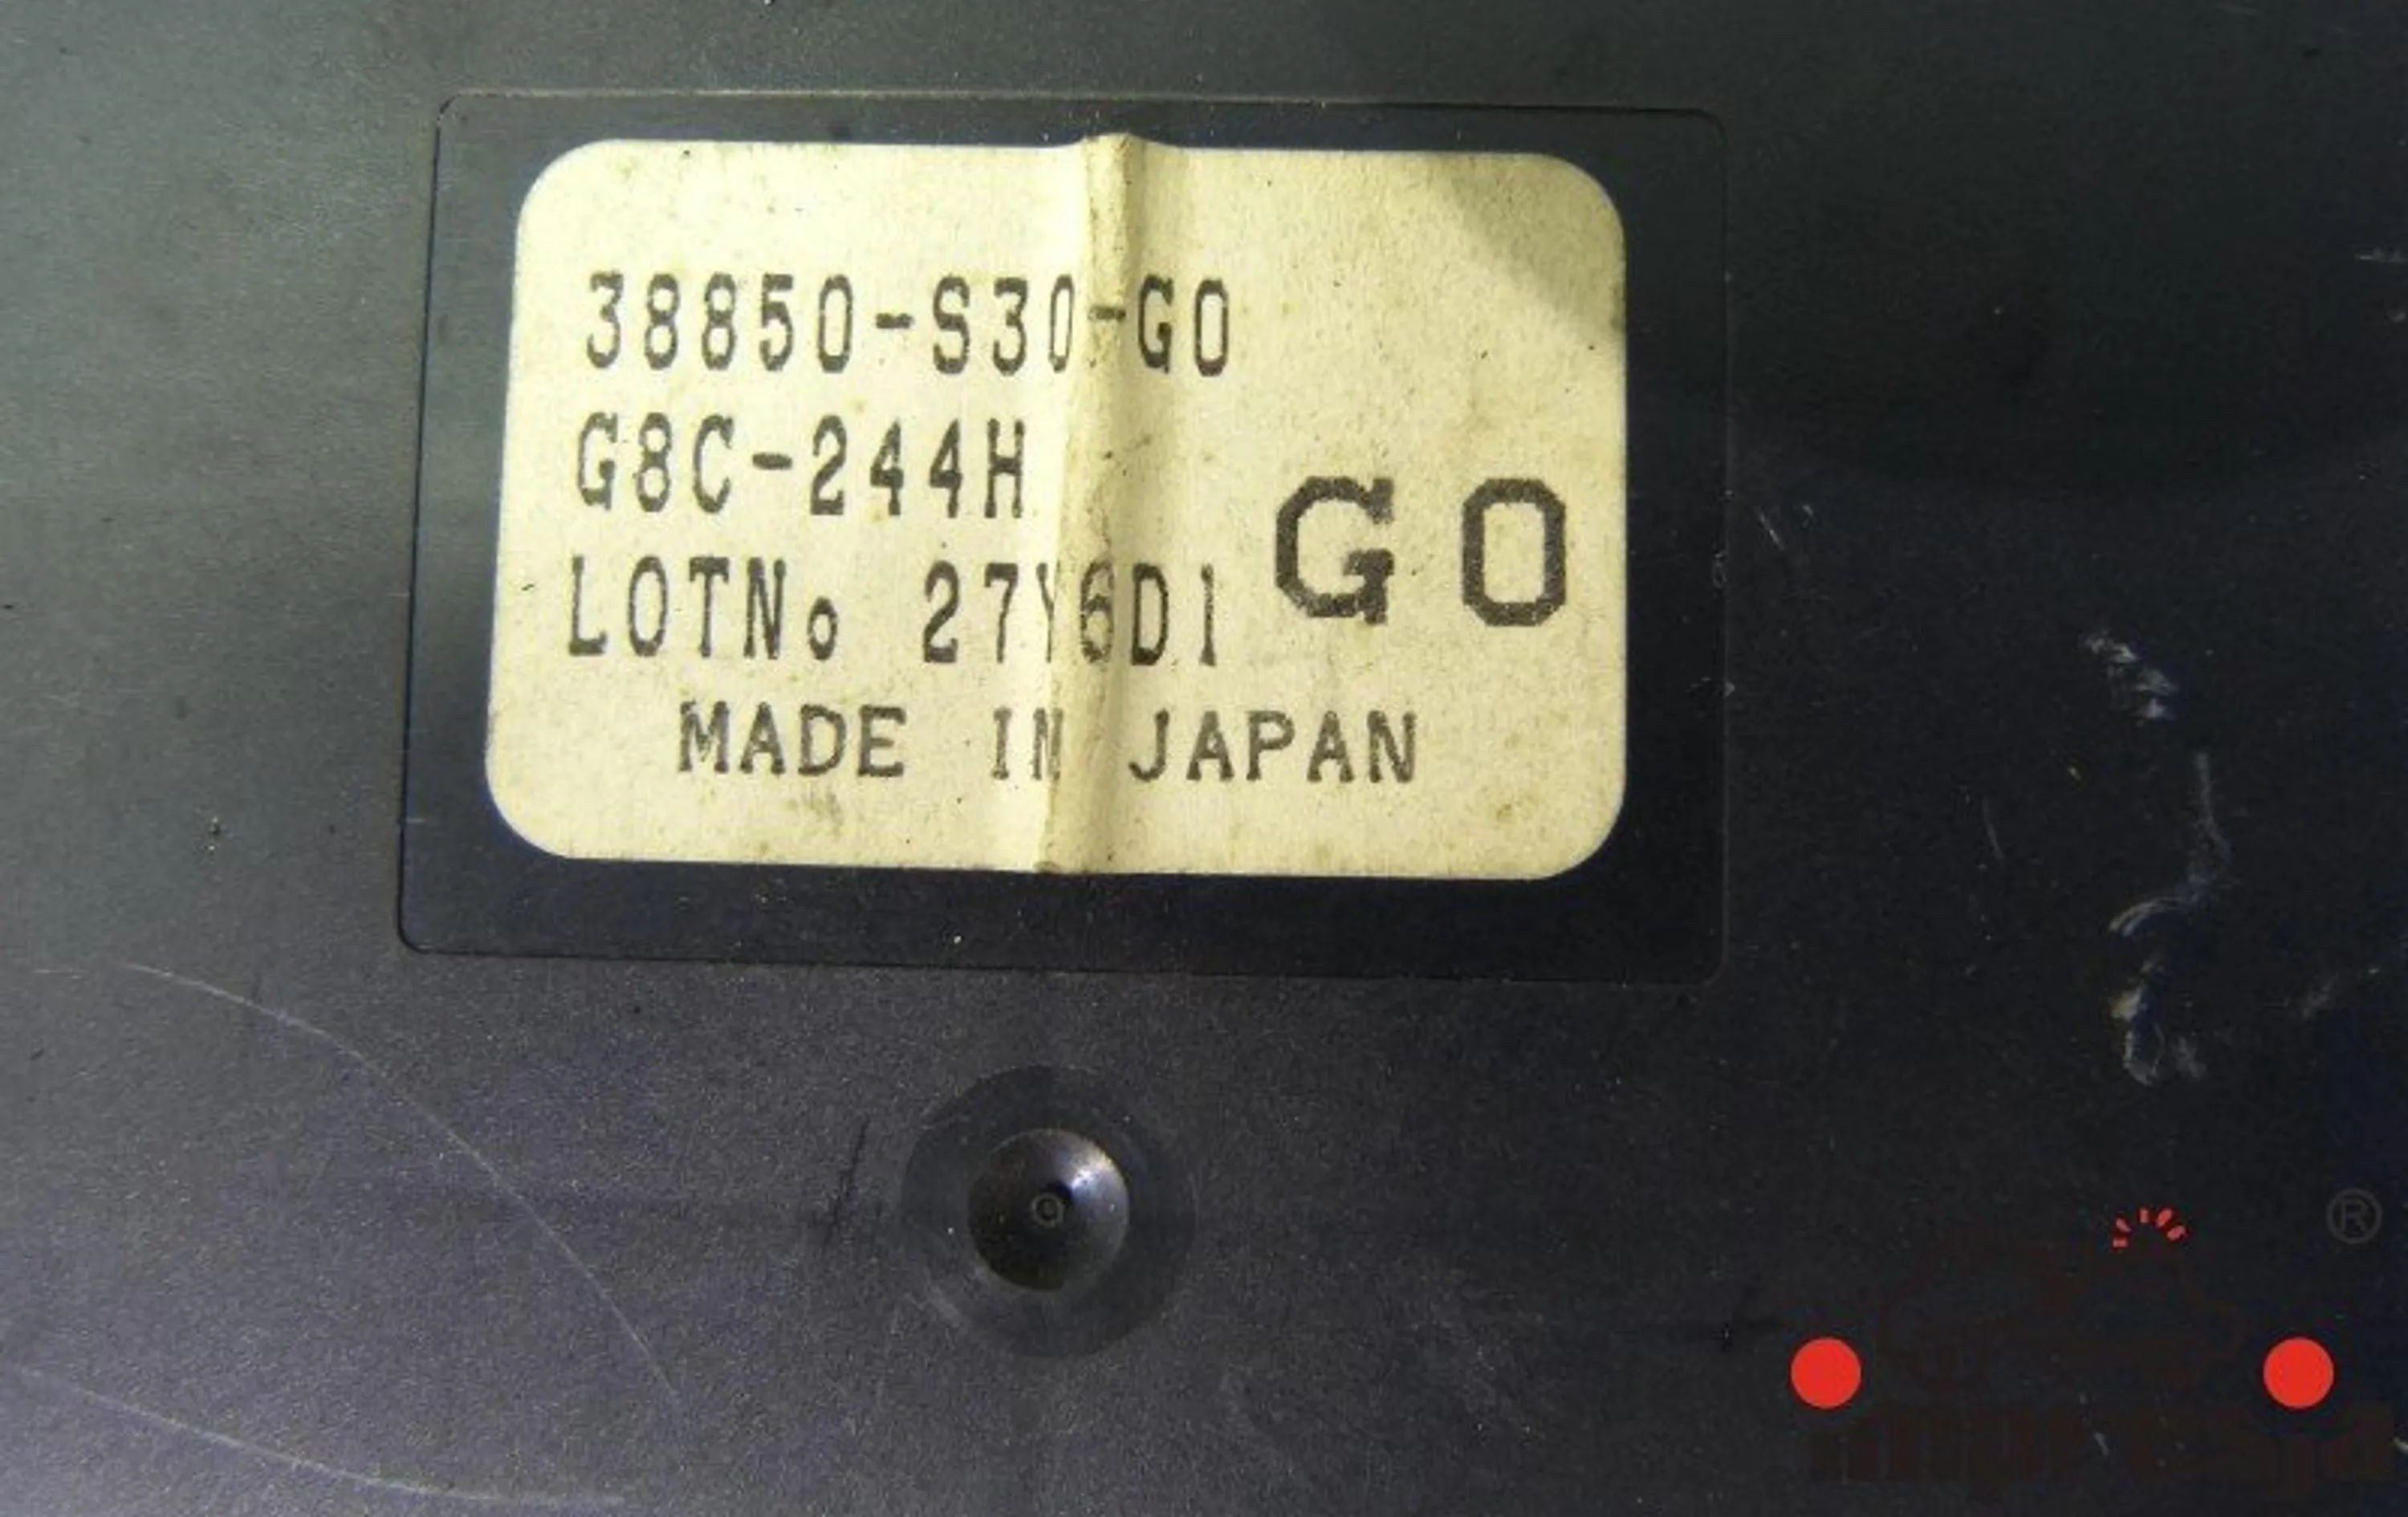 38850-S30-G0
G8C-244H
LOTNo 27Y6D1
G0
MADE IN JAPAN
®